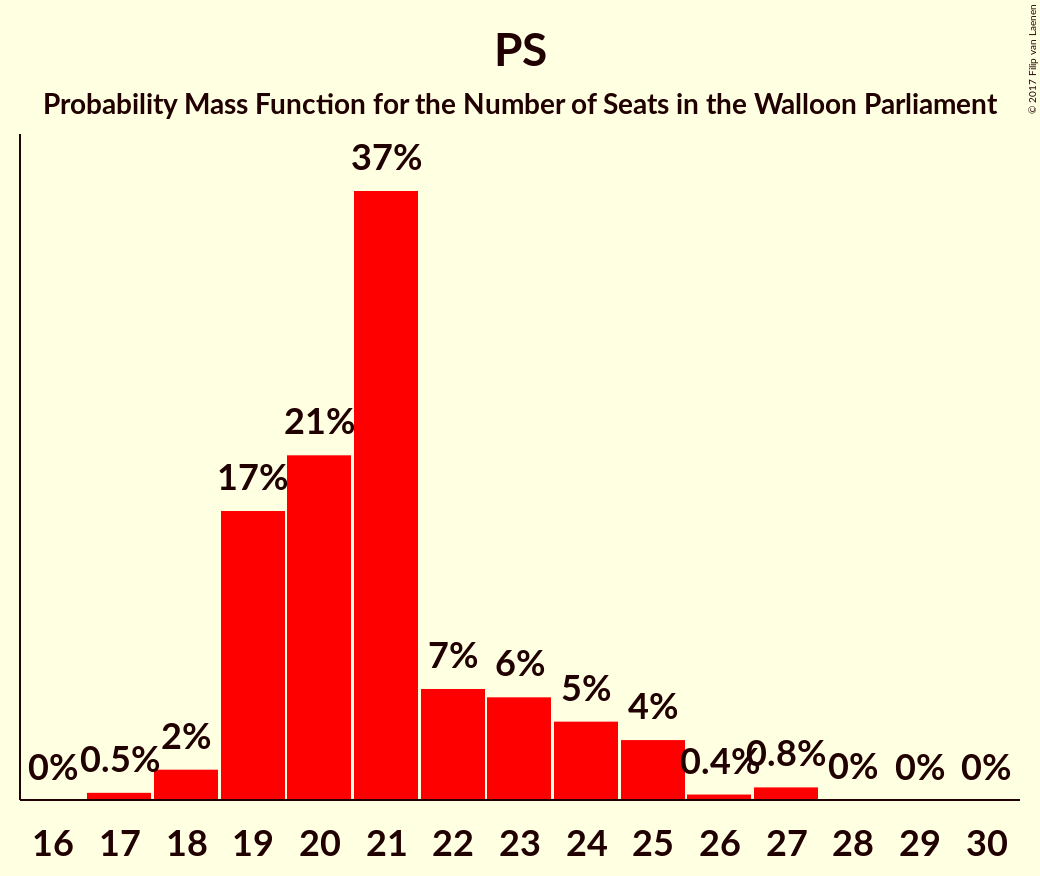 PS
Probability Mass Function for the Number of Seats in the Walloon Parliament
© 2017 Filip van Laenen
0% 0.5% 2% 17% 21% 37% 7% 6% 5% 4% 0.4% 0.8% 0% 0% 0%
16 17 18 19 20 21 22 23 24 25 26 27 28 29 30